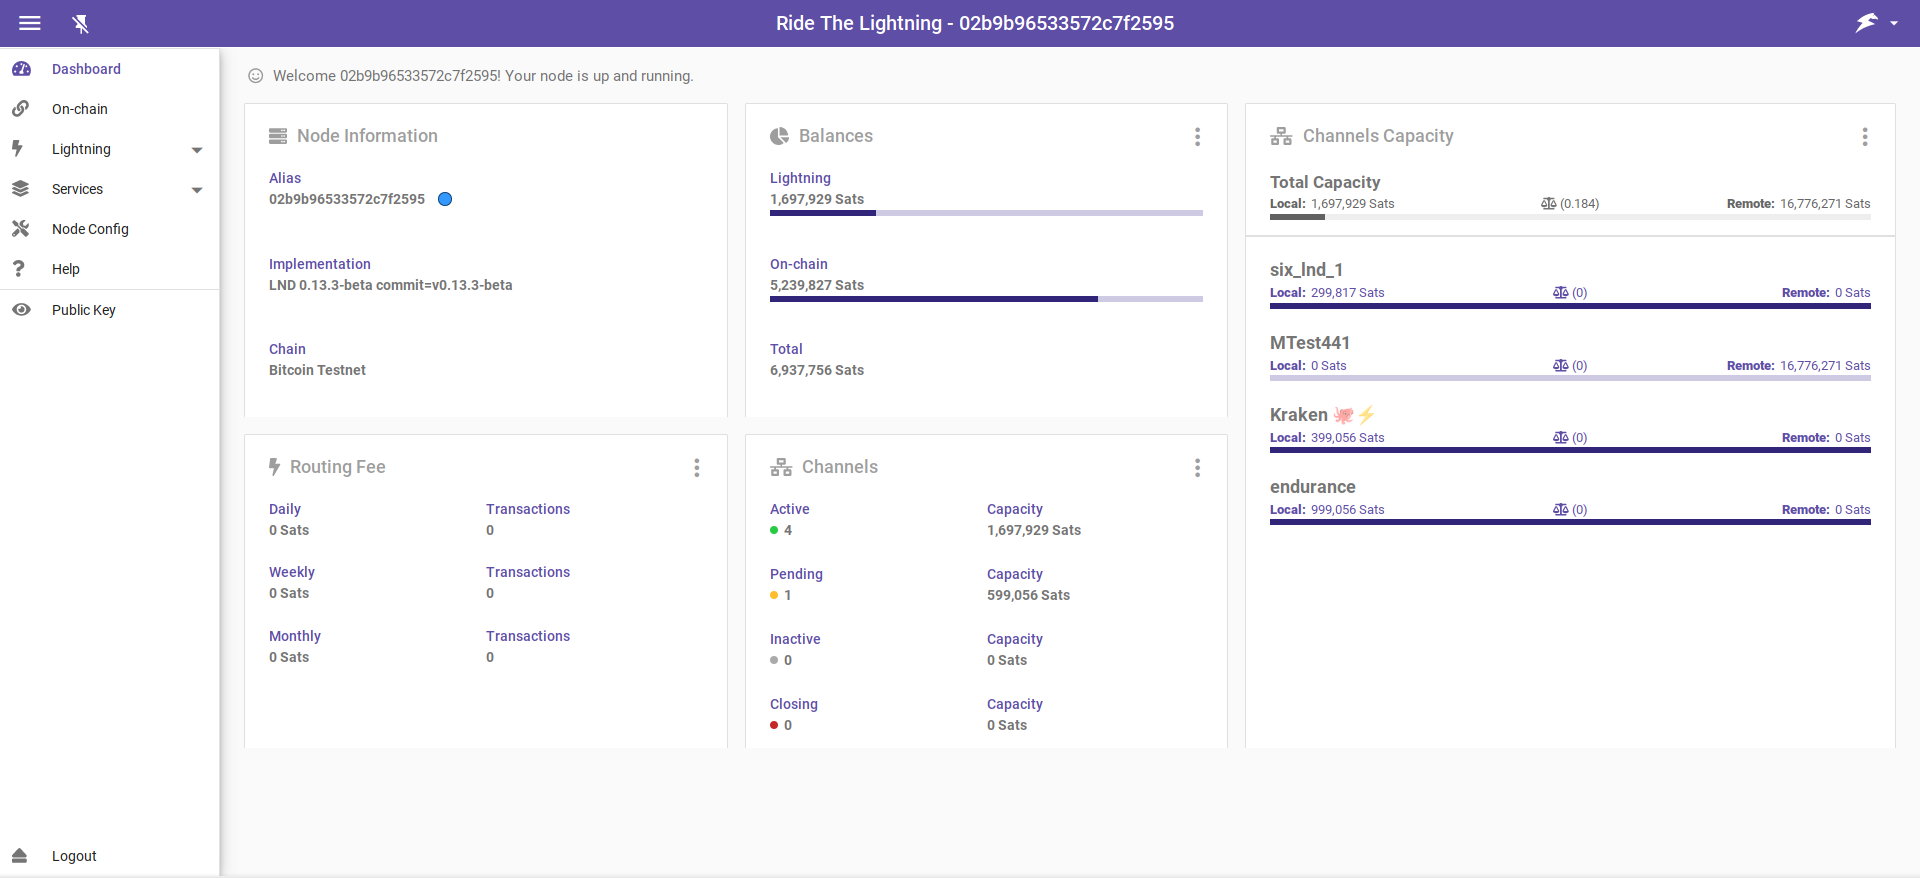 Ride The Lightning - 02b9b96533572c7f2595
Dashboard
On-chain
Lightning
Services
Node Config
Help
Public Key
Logout
Welcome 02b9b96533572c7f2595! Your node is up and running.
Node Information
Alias
02b9b96533572c7f2595
Implementation
LND 0.13.3-beta commit=v0.13.3-beta
Chain
Bitcoin Testnet
Balances
Lightning
1,697,929 Sats
On-chain
5,239,827 Sats
Total
6,937,756 Sats
Channels Capacity
Total Capacity
Local: 1,697,929 Sats (0.184) Remote: 16,776,271 Sats
six_lnd_1
Local: 299,817 Sats (0) Remote: 0 Sats
MTest441
Local: 0 Sats (0) Remote: 16,776,271 Sats
Kraken 🐙⚡
Local: 399,056 Sats (0) Remote: 0 Sats
endurance
Local: 999,056 Sats (0) Remote: 0 Sats
Routing Fee
Daily Transactions
0 Sats 0
Weekly Transactions
0 Sats 0
Monthly Transactions
0 Sats 0
Channels
Active Capacity
4 1,697,929 Sats
Pending Capacity
1 599,056 Sats
Inactive Capacity
0 0 Sats
Closing Capacity
0 0 Sats